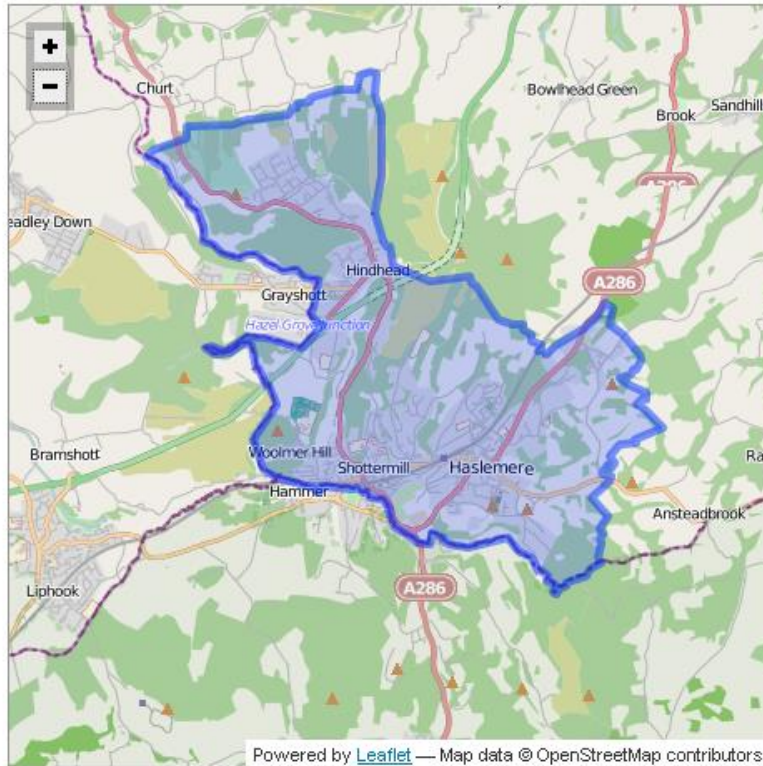 +
−
Churt
Bowlhead Green
Brook
Sandhill
eadley Down
Hindhead
A286
Grayshott
Hazel Grove Junction
Bramshott
Woolmer Hill
Shottermill
Haslemere
Ra
Hammer
Ansteadbrook
A286
Liphook
Powered by Leaflet — Map data © OpenStreetMap contributors